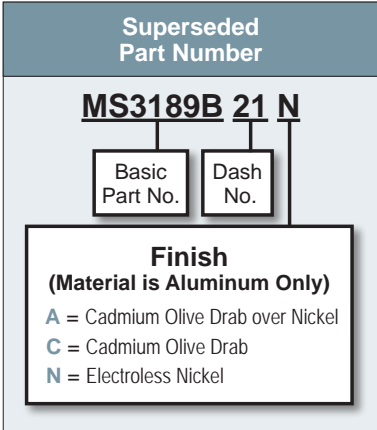 Superseded
Part Number
MS3189B 21 N
Basic
Part No.
Dash
No.
Finish
(Material is Aluminum Only)
A = Cadmium Olive Drab over Nickel
C = Cadmium Olive Drab
N = Electroless Nickel